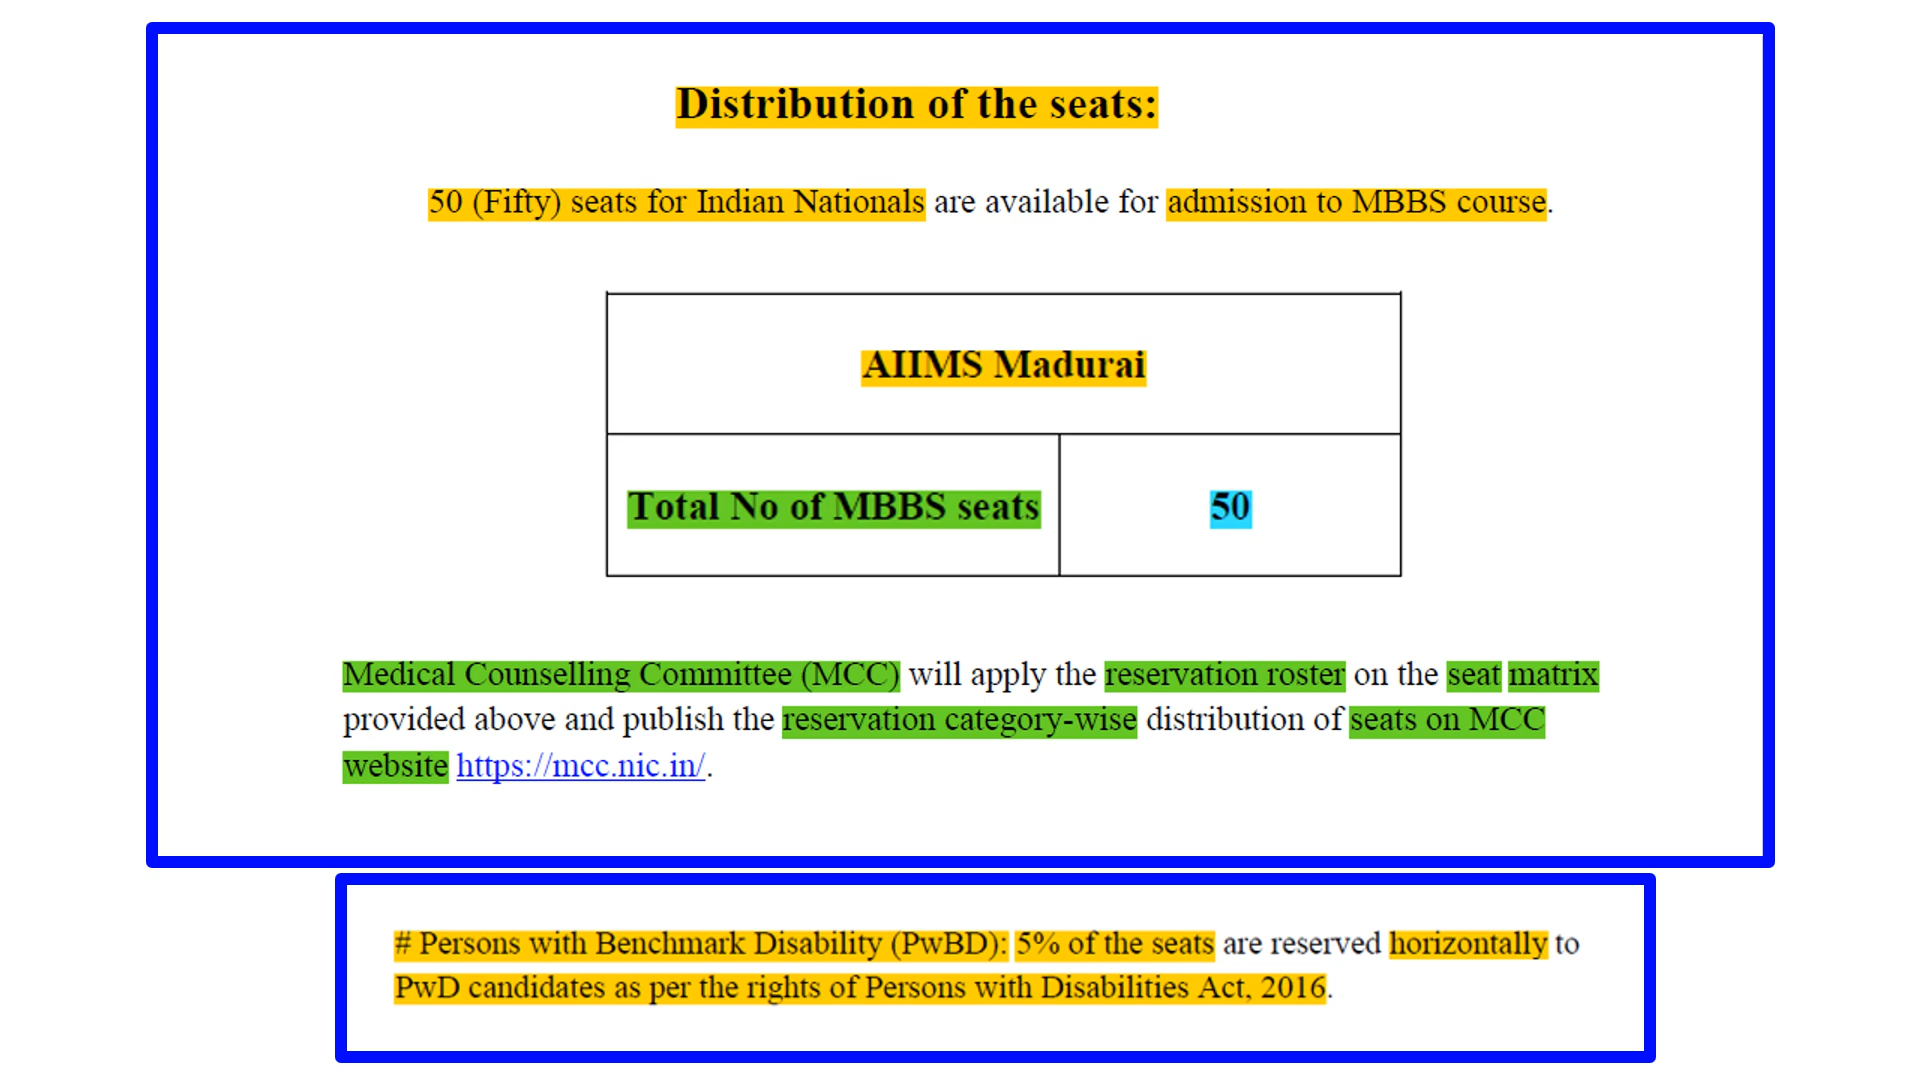 Distribution of the seats:
50 (Fifty) seats for Indian Nationals are available for admission to MBBS course.
AIIMS Madurai
Total No of MBBS seats 50
Medical Counselling Committee (MCC) will apply the reservation roster on the seat matrix
provided above and publish the reservation category-wise distribution of seats on MCC
website https://mcc.nic.in/.
# Persons with Benchmark Disability (PwBD): 5% of the seats are reserved horizontally to
PwD candidates as per the rights of Persons with Disabilities Act, 2016.